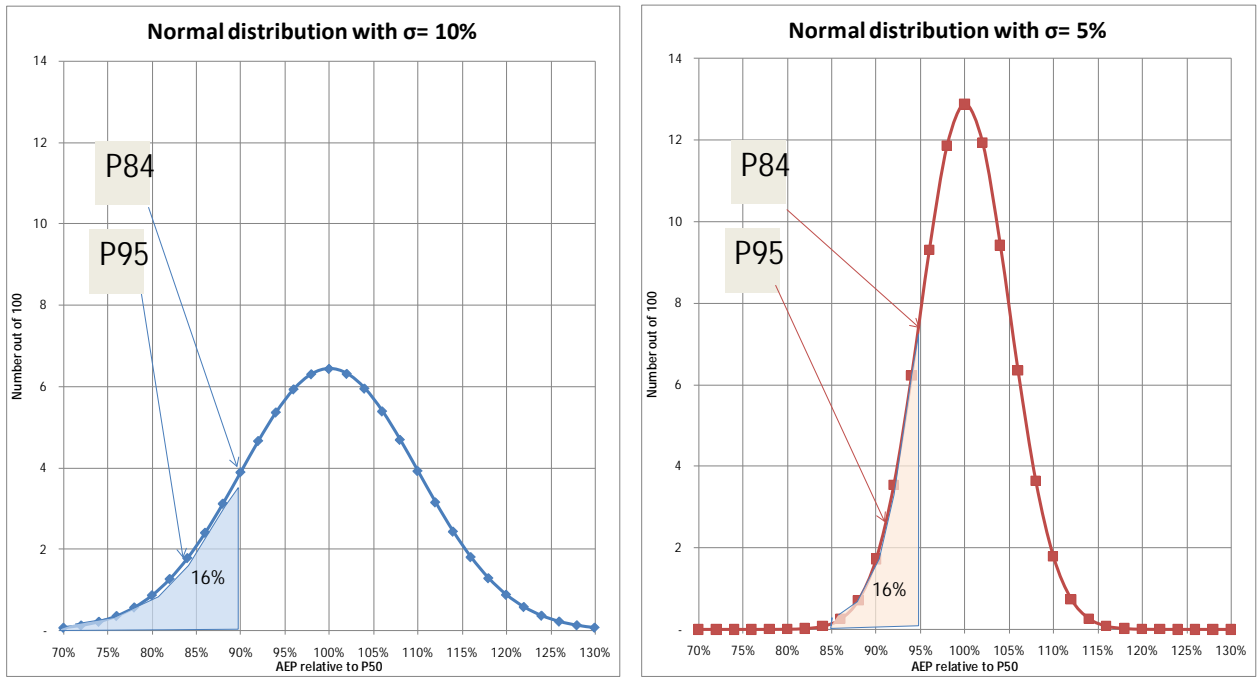 Normal distribution with σ= 10%
14
12
10
8
6
4
2
-
Number out of 100
P84
P95
16%
70% 75% 80% 85% 90% 95% 100% 105% 110% 115% 120% 125% 130%
AEP relative to P50
Normal distribution with σ= 5%
14
12
10
8
6
4
2
-
Number out of 100
P84
P95
16%
70% 75% 80% 85% 90% 95% 100% 105% 110% 115% 120% 125% 130%
AEP relative to P50